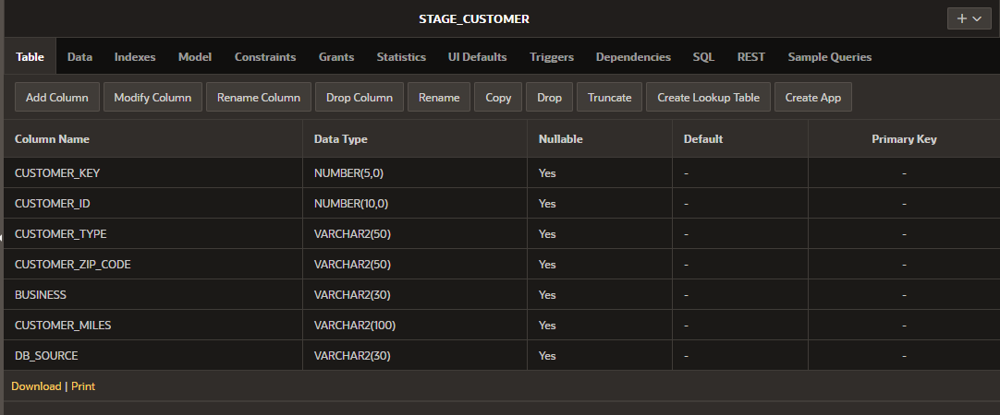 STAGE_CUSTOMER
Table Data Indexes Model Constraints Grants Statistics UI Defaults Triggers Dependencies SQL REST Sample Queries
Add Column Modify Column Rename Column Drop Column Rename Copy Drop Truncate Create Lookup Table Create App
Column Name Data Type Nullable Default Primary Key
CUSTOMER_KEY NUMBER(5,0) Yes - -
CUSTOMER_ID NUMBER(10,0) Yes - -
CUSTOMER_TYPE VARCHAR2(50) Yes - -
CUSTOMER_ZIP_CODE VARCHAR2(50) Yes - -
BUSINESS VARCHAR2(30) Yes - -
CUSTOMER_MILES VARCHAR2(100) Yes - -
DB_SOURCE VARCHAR2(30) Yes - -
Download | Print